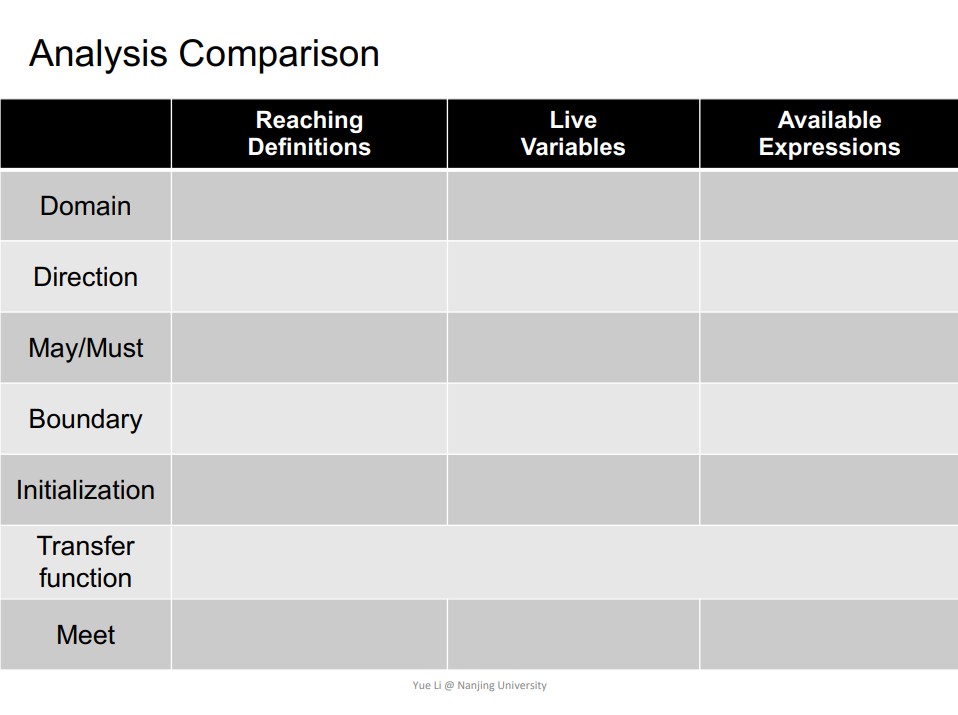 Analysis Comparison
Reaching
Definitions
Live
Variables
Available
Expressions
Domain
Direction
May/Must
Boundary
Initialization
Transfer
function
Meet
Yue Li @ Nanjing University